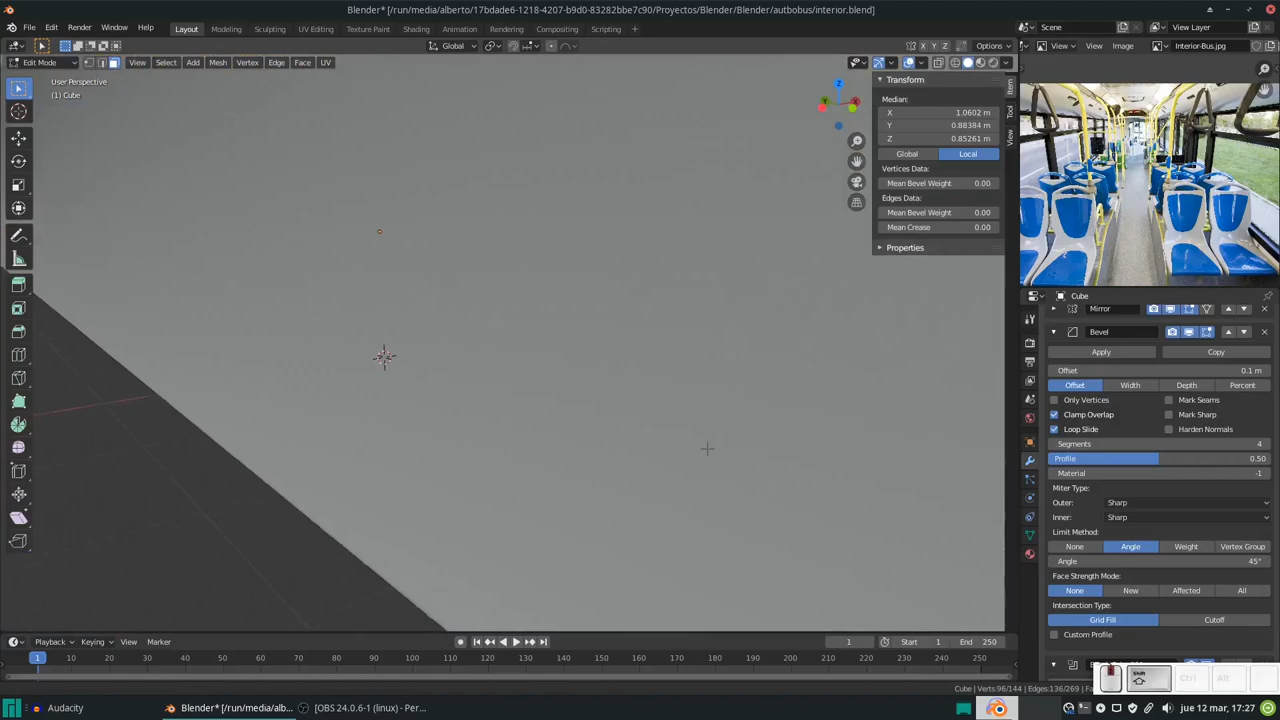 Blender* [/run/media/alberto/17bdade6-1218-4207-b9d0-83282bbe7c90/Proyectos/Blender/Blender/autbobus/interior.blend]
File Edit Render Window Help Layout Modeling Sculpting UV Editing Texture Paint Shading Animation Rendering Compositing Scripting + Scene View Layer
Global X Y Z Options View View Image Interior-Bus.jpg
Edit Mode View Select Add Mesh Vertex Edge Face UV
User Perspective
(1) Cube
Transform
Median:
X 1.0602 m
Y 0.88384 m
Z 0.85261 m
Global Local
Vertices Data:
Mean Bevel Weight 0.00
Edges Data:
Mean Bevel Weight 0.00
Mean Crease 0.00
Properties
Item
Tool
View
Z
Cube
Mirror
Bevel
Apply Copy
Offset 0.1 m
Offset Width Depth Percent
Only Vertices Mark Seams
Clamp Overlap Mark Sharp
Loop Slide Harden Normals
Segments 4
Profile 0.50
Material -1
Miter Type:
Outer: Sharp
Inner: Sharp
Limit Method:
None Angle Weight Vertex Group
Angle 45°
Face Strength Mode:
None New Affected All
Intersection Type:
Grid Fill Cutoff
Custom Profile
Playback Keying View Marker 1 Start 1 End 250
1 10 20 30 40 50 60 70 80 90 100 110 120 130 140 150 160 170 180 190 200 210 220 230 240 250
Shift Ctrl Alt
Cube | Verts:96/144 | Edges:136/269 | Fa
Audacity Blender* [/run/media/alb... [OBS 24.0.6-1 (linux) - Per... jue 12 mar, 17:27